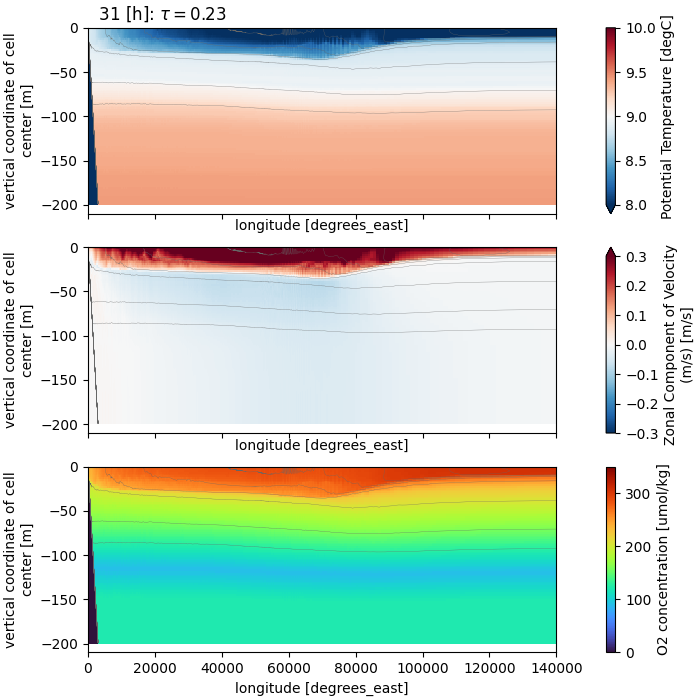 31 [h]: τ = 0.23
vertical coordinate of cell
center [m]
0
−50
−100
−150
−200
longitude [degrees_east]
10.0
9.5
9.0
8.5
8.0
Potential Temperature [degC]
vertical coordinate of cell
center [m]
0
−50
−100
−150
−200
longitude [degrees_east]
0.3
0.2
0.1
0.0
−0.1
−0.2
−0.3
Zonal Component of Velocity
(m/s) [m/s]
vertical coordinate of cell
center [m]
0
−50
−100
−150
−200
0 20000 40000 60000 80000 100000 120000 140000
longitude [degrees_east]
300
200
100
0
O2 concentration [umol/kg]